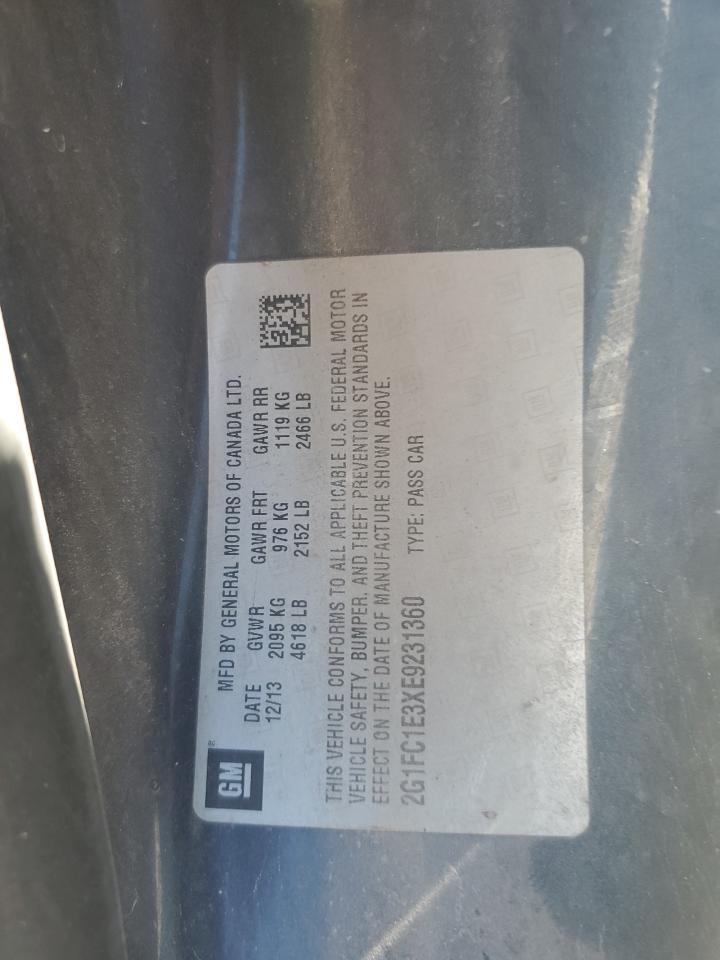 GM ®
MFD BY GENERAL MOTORS OF CANADA LTD.
DATE GVWR GAWR FRT GAWR RR
12/13 2095 KG 976 KG 1119 KG
4618 LB 2152 LB 2466 LB
THIS VEHICLE CONFORMS TO ALL APPLICABLE U.S. FEDERAL MOTOR
VEHICLE SAFETY, BUMPER, AND THEFT PREVENTION STANDARDS IN
EFFECT ON THE DATE OF MANUFACTURE SHOWN ABOVE.
2G1FC1E3XE9231360 TYPE: PASS CAR